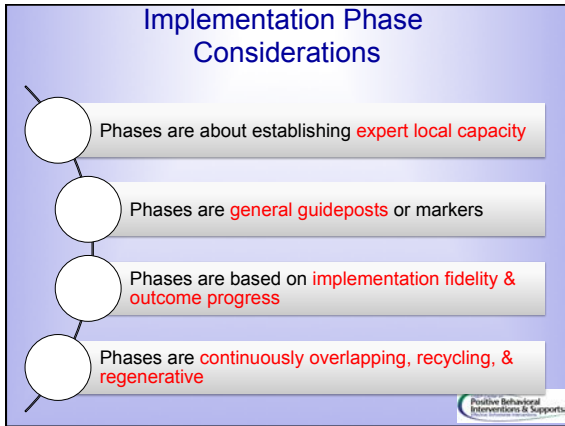 Implementation Phase
Considerations
Phases are about establishing expert local capacity
Phases are general guideposts or markers
Phases are based on implementation fidelity &
outcome progress
Phases are continuously overlapping, recycling, &
regenerative
Positive Behavioral
Interventions & Supports